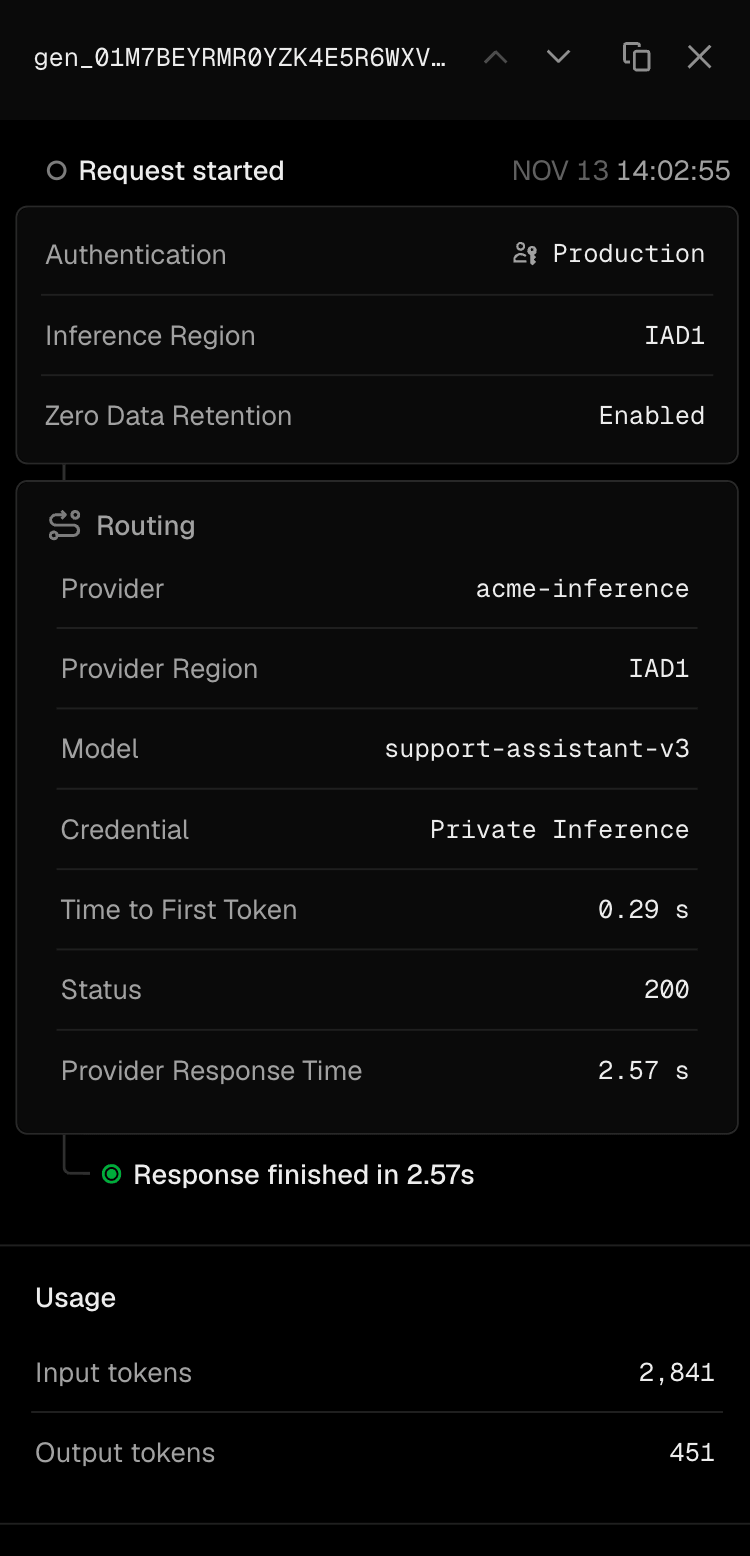 gen_01M7BEYRMR0YZK4E5R6WXV…
Request started NOV 13 14:02:55
Authentication Production
Inference Region IAD1
Zero Data Retention Enabled
Routing
Provider acme-inference
Provider Region IAD1
Model support-assistant-v3
Credential Private Inference
Time to First Token 0.29 s
Status 200
Provider Response Time 2.57 s
Response finished in 2.57s
Usage
Input tokens 2,841
Output tokens 451